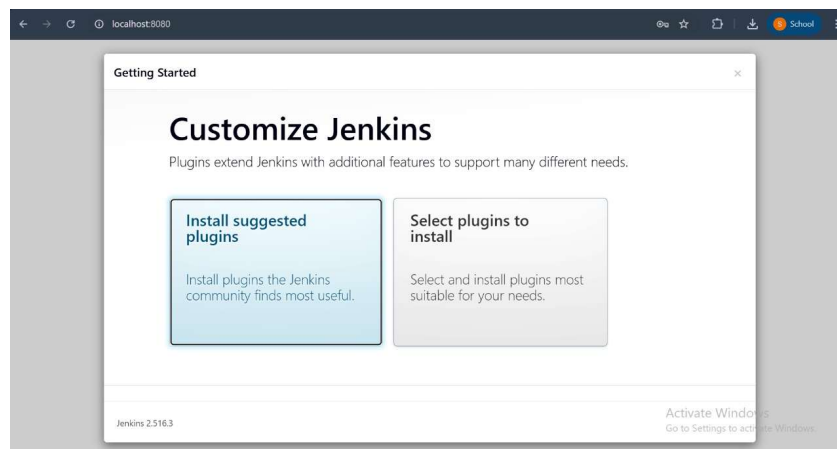 localhost:8080
S School
Getting Started
Customize Jenkins
Plugins extend Jenkins with additional features to support many different needs.
Install suggested
plugins
Install plugins the Jenkins
community finds most useful.
Select plugins to
install
Select and install plugins most
suitable for your needs.
Jenkins 2.516.3
Activate Windows
Go to Settings to activate Windows.